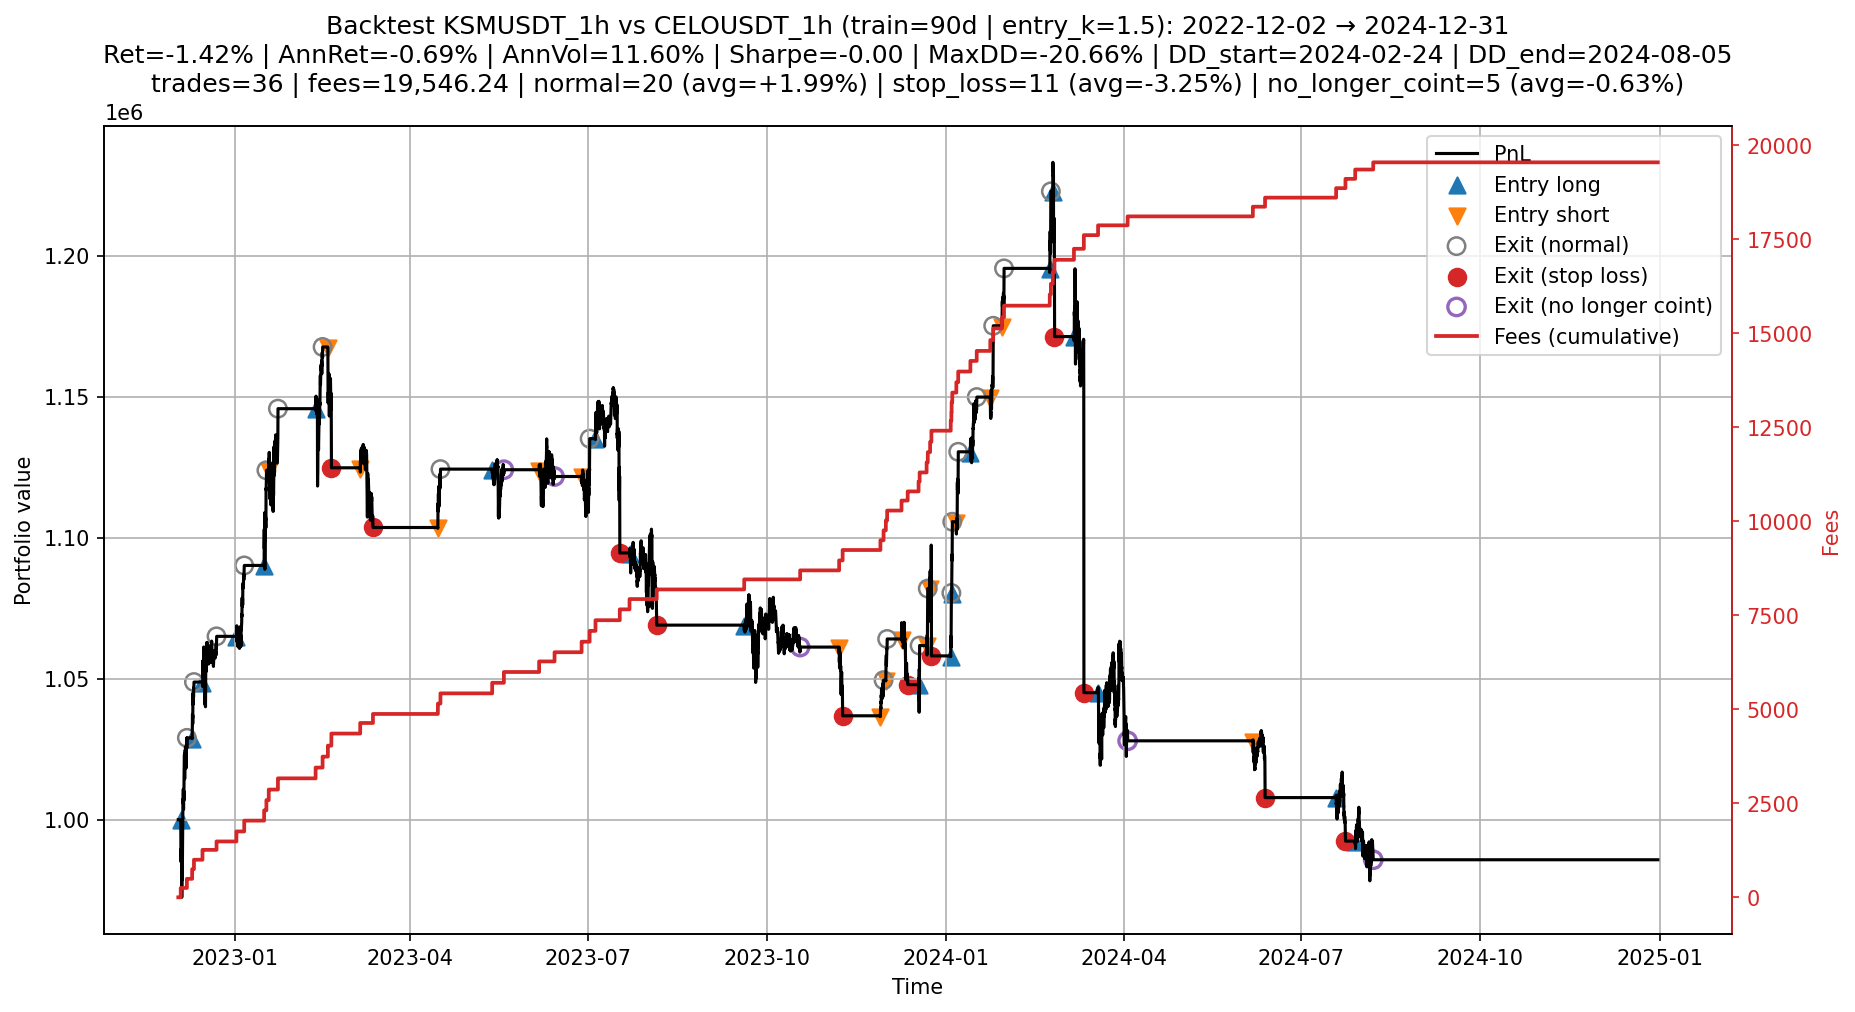 Backtest KSMUSDT_1h vs CELOUSDT_1h (train=90d | entry_k=1.5): 2022-12-02 → 2024-12-31
Ret=-1.42% | AnnRet=-0.69% | AnnVol=11.60% | Sharpe=-0.00 | MaxDD=-20.66% | DD_start=2024-02-24 | DD_end=2024-08-05
trades=36 | fees=19,546.24 | normal=20 (avg=+1.99%) | stop_loss=11 (avg=-3.25%) | no_longer_coint=5 (avg=-0.63%)
1e6
1.20
1.15
1.10
1.05
1.00
Portfolio value
PnL
Entry long
Entry short
Exit (normal)
Exit (stop loss)
Exit (no longer coint)
Fees (cumulative)
20000
17500
15000
12500
10000
7500
5000
2500
0
Fees
2023-01
2023-04
2023-07
2023-10
2024-01
2024-04
2024-07
2024-10
2025-01
Time